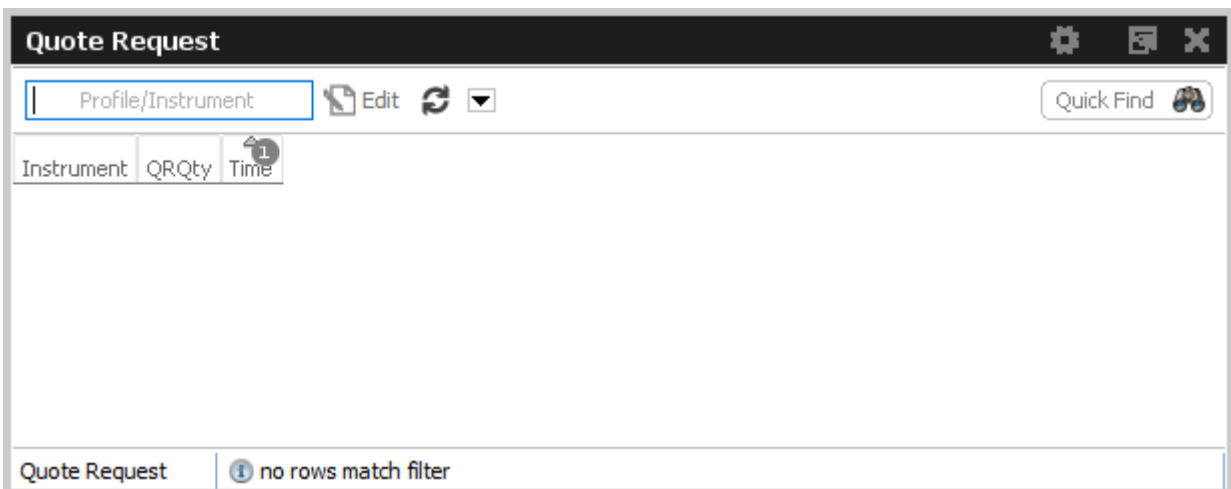 Quote Request
Profile/Instrument Edit Quick Find
Instrument QRQty Time 1
Quote Request no rows match filter